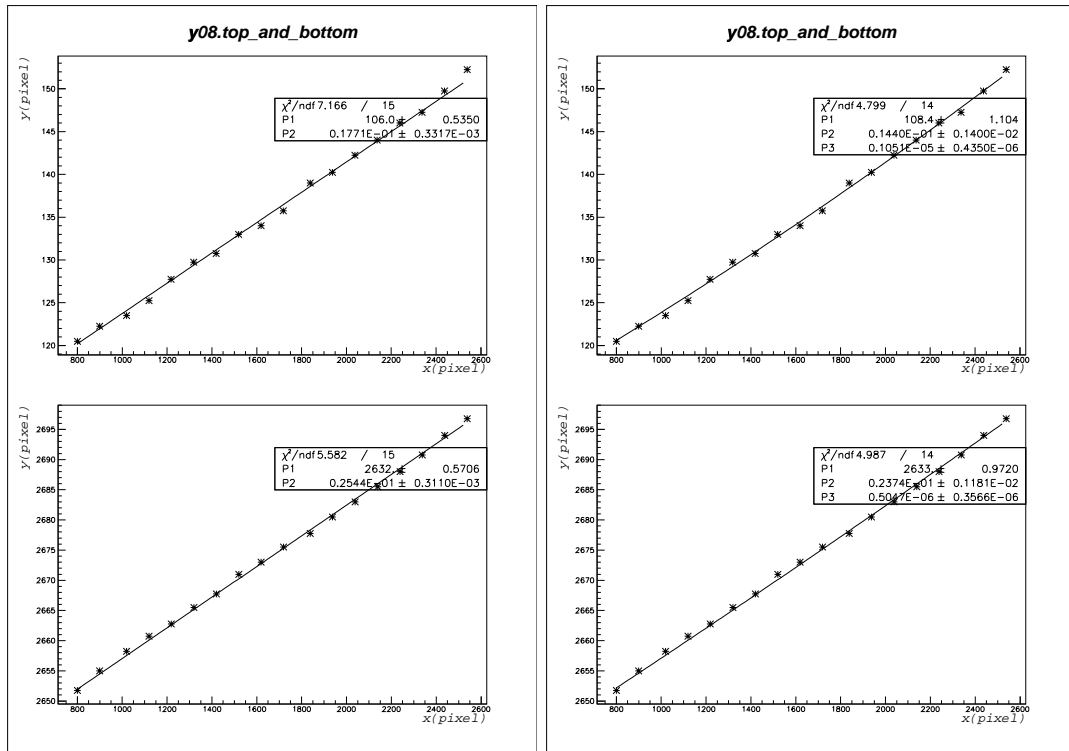 y08.top_and_bottom
y(pixel)
150
145
140
135
130
125
120
χ²/ndf 7.166 / 15
P1 106.0 ± 0.5350
P2 0.1771E-01 ± 0.3317E-03
800 1000 1200 1400 1600 1800 2000 2200 2400 2600
x(pixel)
y(pixel)
2695
2690
2685
2680
2675
2670
2665
2660
2655
2650
χ²/ndf 5.582 / 15
P1 2632 ± 0.5706
P2 0.2544E-01 ± 0.3110E-03
800 1000 1200 1400 1600 1800 2000 2200 2400 2600
x(pixel)
y08.top_and_bottom
y(pixel)
150
145
140
135
130
125
120
χ²/ndf 4.799 / 14
P1 108.4 ± 1.104
P2 0.1440E-01 ± 0.1400E-02
P3 0.1051E-05 ± 0.4350E-06
800 1000 1200 1400 1600 1800 2000 2200 2400 2600
x(pixel)
y(pixel)
2695
2690
2685
2680
2675
2670
2665
2660
2655
2650
χ²/ndf 4.987 / 14
P1 2633 ± 0.9720
P2 0.2374E-01 ± 0.1181E-02
P3 0.5047E-06 ± 0.3566E-06
800 1000 1200 1400 1600 1800 2000 2200 2400 2600
x(pixel)